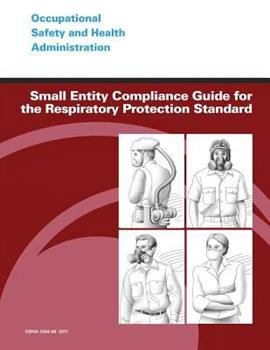 Occupational
Safety and Health
Administration
Small Entity Compliance Guide for
the Respiratory Protection Standard
OSHA 3384-09 2011